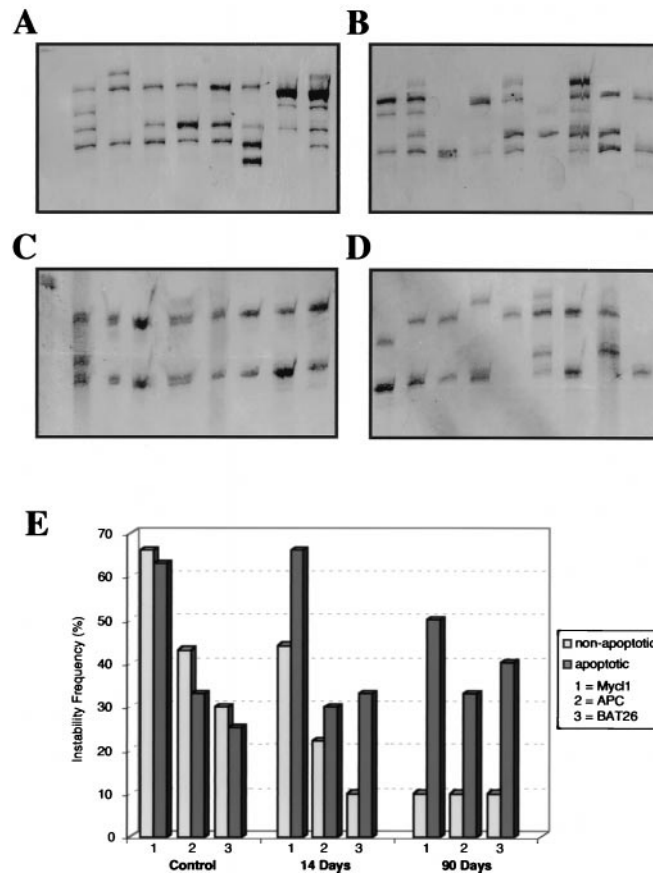 A
B
C
D
E
70
60
50
40
30
20
10
0
Instability Frequency (%)
1 2 3 1 2 3 1 2 3
Control 14 Days 90 Days
non-apoptotic
apoptotic
1 = Mycl1
2 = APC
3 = BAT26